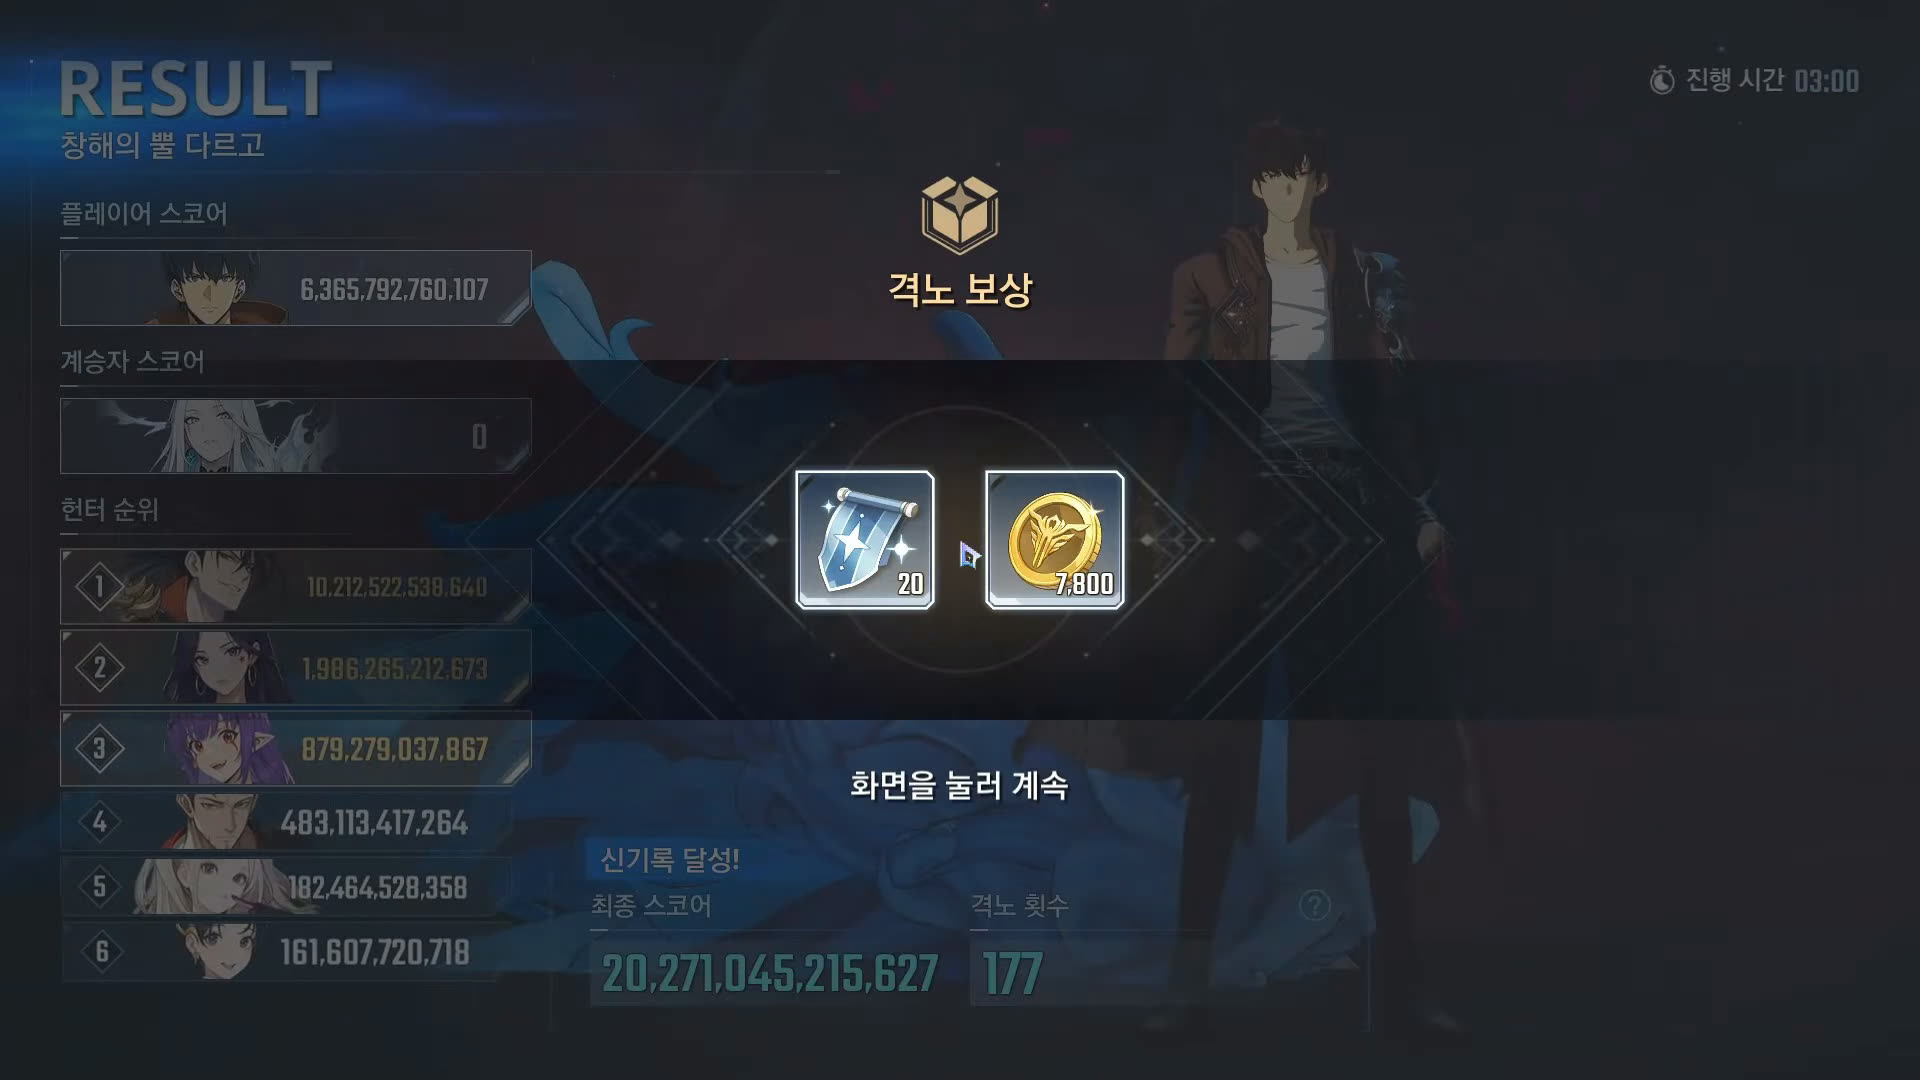 RESULT
창해의 뿔 다르고
진행 시간 03:00
플레이어 스코어
6,365,792,760,107
계승자 스코어
0
헌터 순위
1 10,212,522,538,640
2 1,986,265,212,673
3 879,279,037,867
4 483,113,417,264
5 182,464,528,358
6 161,607,720,718
격노 보상
20
7,800
화면을 눌러 계속
신기록 달성!
최종 스코어
20,271,045,215,627
격노 횟수
?
177